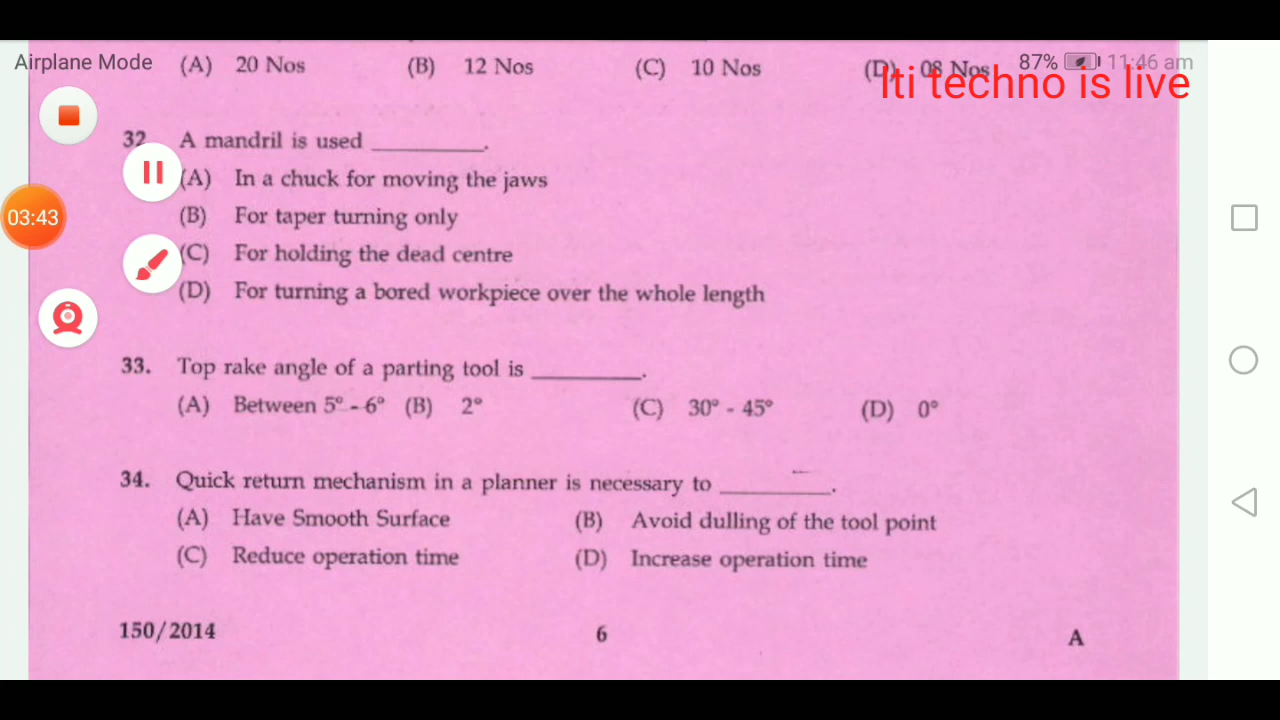 Airplane Mode (A) 20 Nos (B) 12 Nos (C) 10 Nos (D) 08 Nos 87% 11:46 am
Iti techno is live
32. A mandril is used ________.
(A) In a chuck for moving the jaws
03:43 (B) For taper turning only
(C) For holding the dead centre
(D) For turning a bored workpiece over the whole length
33. Top rake angle of a parting tool is ________.
(A) Between 5° - 6° (B) 2° (C) 30° - 45° (D) 0°
34. Quick return mechanism in a planner is necessary to ________.
(A) Have Smooth Surface (B) Avoid dulling of the tool point
(C) Reduce operation time (D) Increase operation time
150/2014 6 A